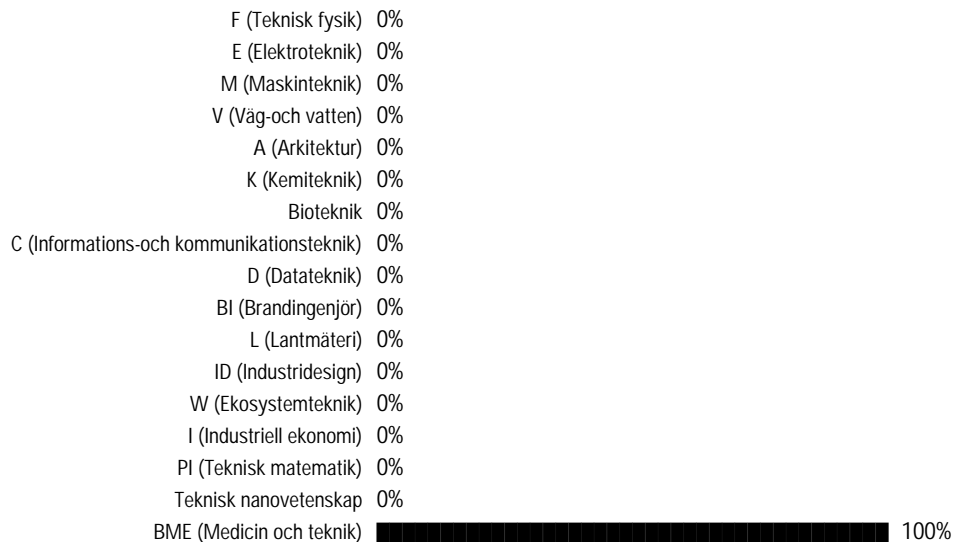 F (Teknisk fysik) 0%
E (Elektroteknik) 0%
M (Maskinteknik) 0%
V (Väg-och vatten) 0%
A (Arkitektur) 0%
K (Kemiteknik) 0%
Bioteknik 0%
C (Informations-och kommunikationsteknik) 0%
D (Datateknik) 0%
BI (Brandingenjör) 0%
L (Lantmäteri) 0%
ID (Industridesign) 0%
W (Ekosystemteknik) 0%
I (Industriell ekonomi) 0%
PI (Teknisk matematik) 0%
Teknisk nanovetenskap 0%
BME (Medicin och teknik) 100%